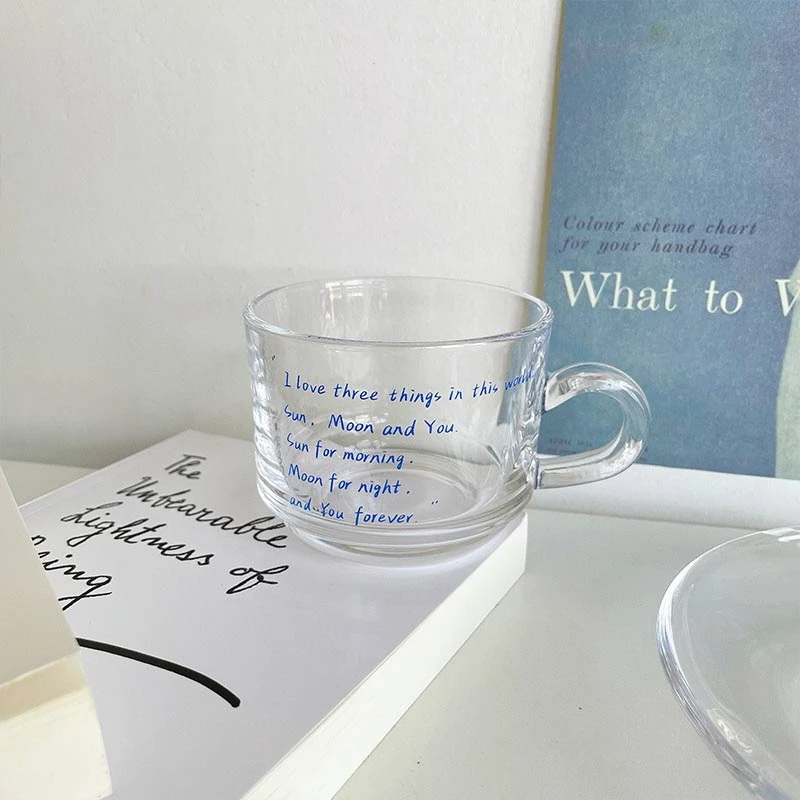 " I love three things in this world
Sun, Moon and You.
Sun for morning.
Moon for night.
and You forever. "
The
Unbearable
Lightness of
Colour scheme chart
for your handbag
What to